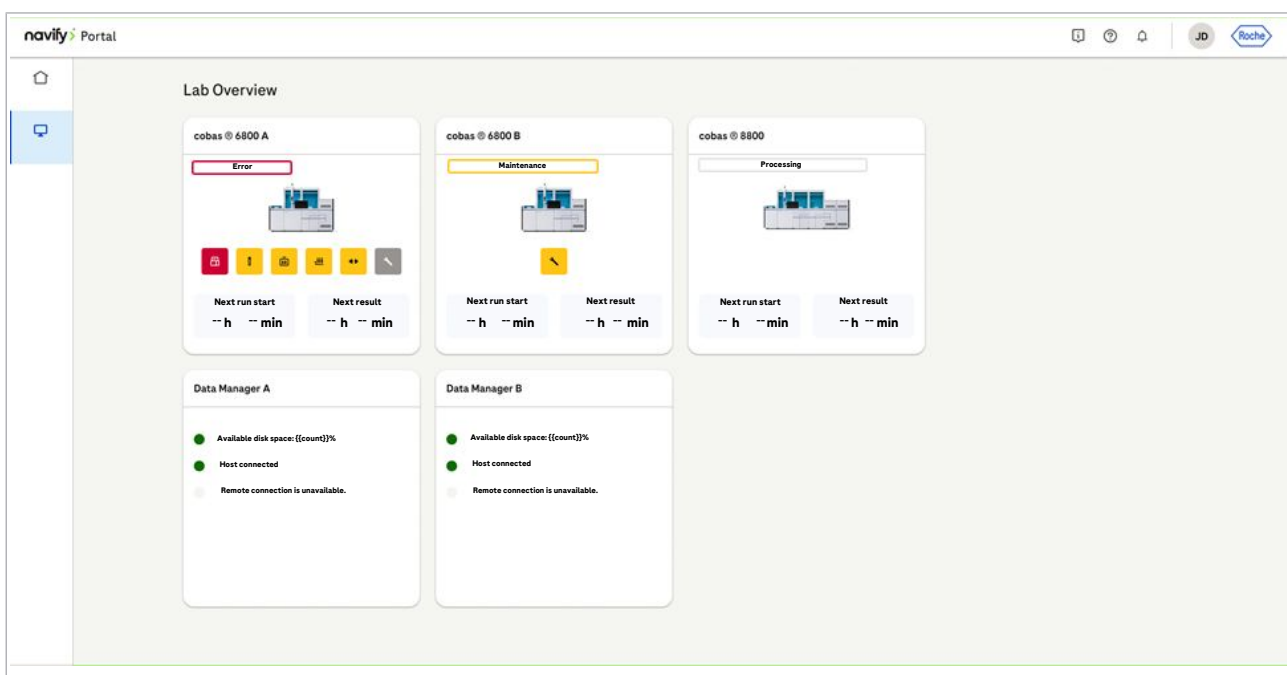 navify Portal
JD
Roche
Lab Overview
cobas ® 6800 A
cobas ® 6800 B
cobas ® 8800
Error
Maintenance
Processing
Next run start
Next result
Next run start
Next result
Next run start
Next result
-- h -- min
-- h -- min
-- h -- min
-- h -- min
-- h -- min
-- h -- min
Data Manager A
Data Manager B
Available disk space: {{count}}%
Available disk space: {{count}}%
Host connected
Host connected
Remote connection is unavailable.
Remote connection is unavailable.